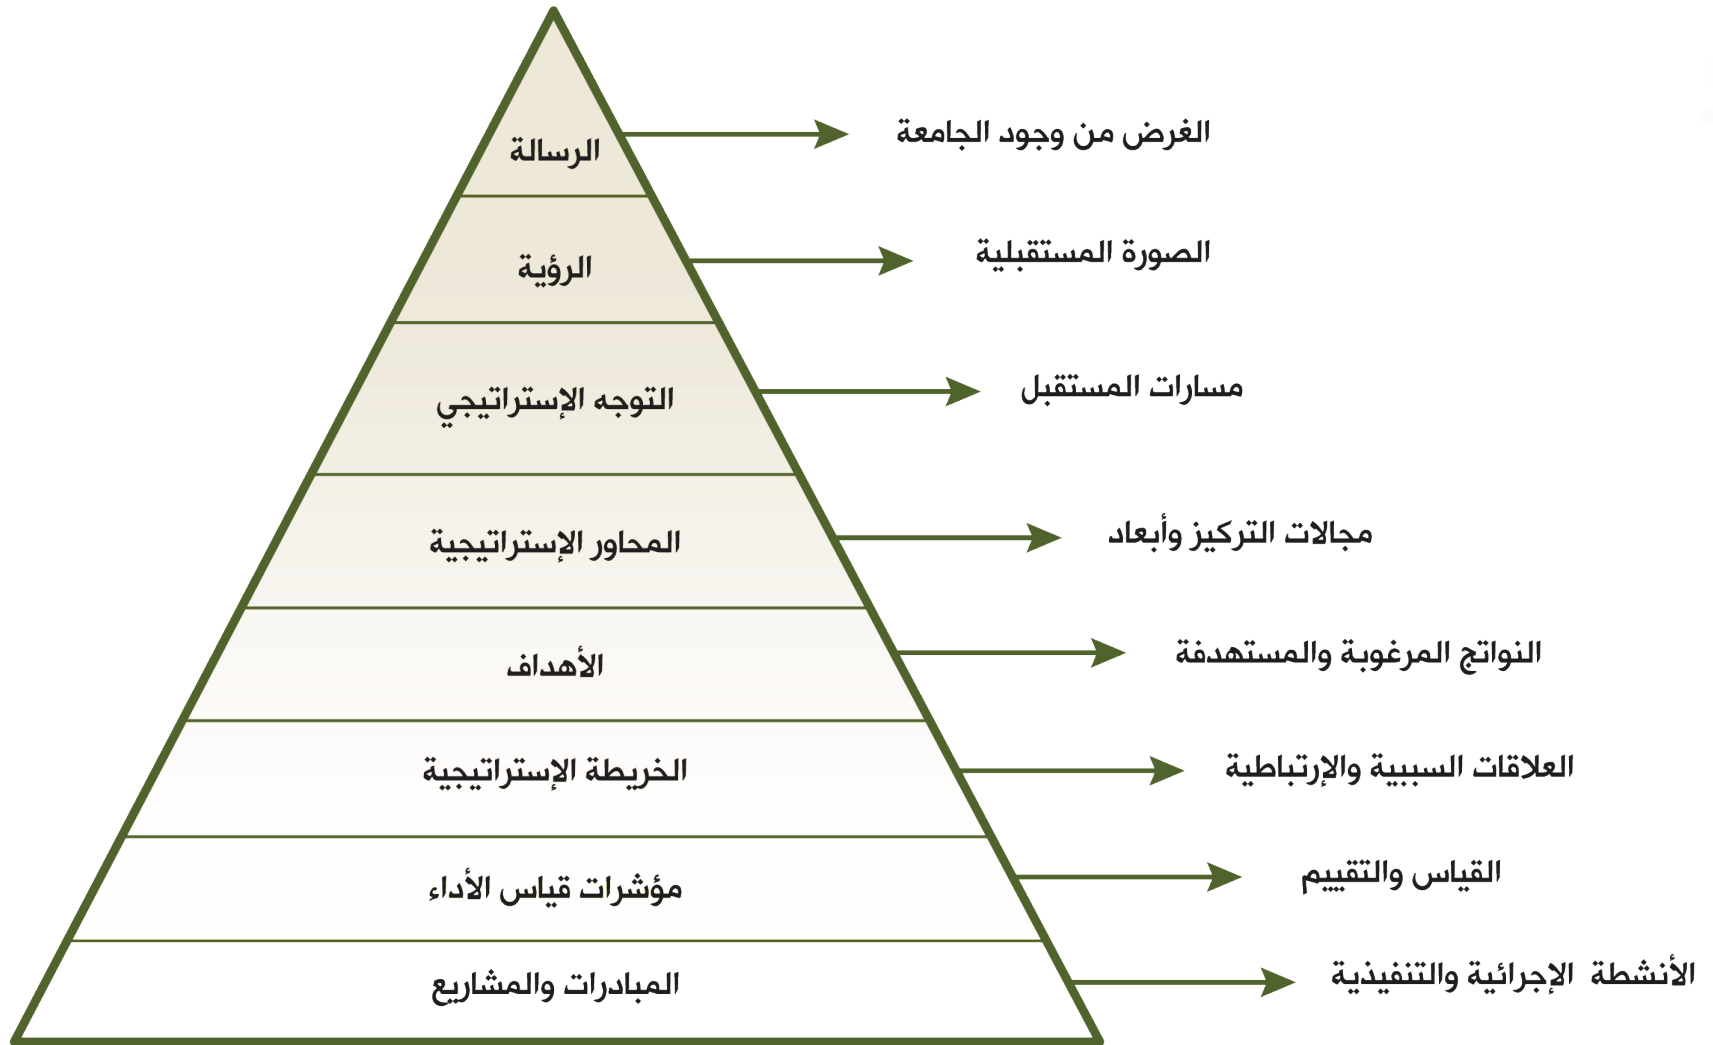 الرسالة
الغرض من وجود الجامعة
الرؤية
الصورة المستقبلية
التوجه الإستراتيجي
مسارات المستقبل
المحاور الإستراتيجية
مجالات التركيز وأبعاد
الأهداف
النواتج المرغوبة والمستهدفة
الخريطة الإستراتيجية
العلاقات السببية والإرتباطية
مؤشرات قياس الأداء
القياس والتقييم
المبادرات والمشاريع
الأنشطة الإجرائية والتنفيذية